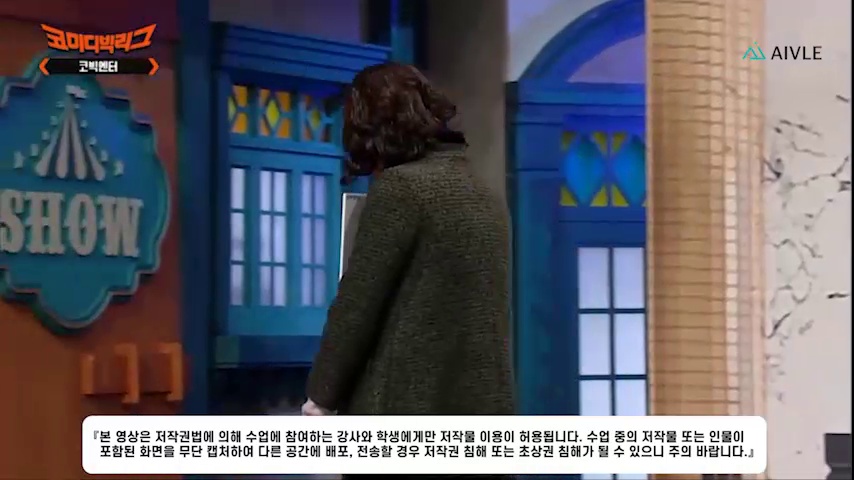 코미디빅리그
코빅엔터
AIVLE
SHOW
『본 영상은 저작권법에 의해 수업에 참여하는 강사와 학생에게만 저작물 이용이 허용됩니다. 수업 중의 저작물 또는 인물이
포함된 화면을 무단 캡처하여 다른 공간에 배포, 전송할 경우 저작권 침해 또는 초상권 침해가 될 수 있으니 주의 바랍니다.』